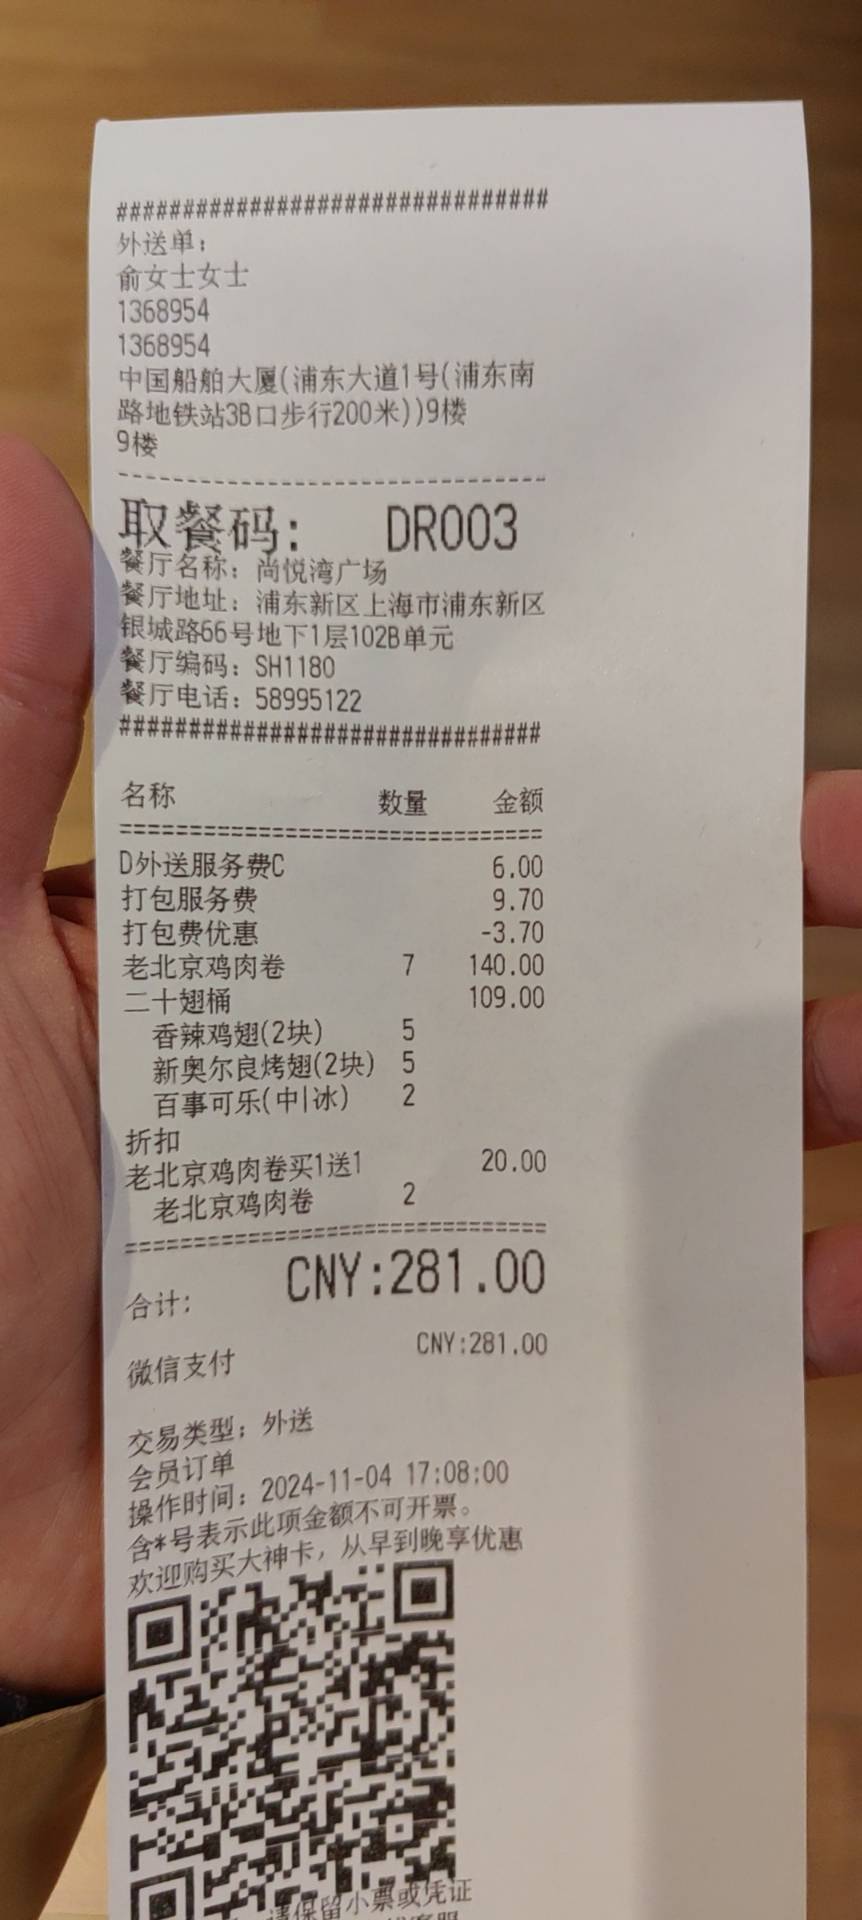 ################################
外送单：
俞女士女士
1368954
1368954
中国船舶大厦(浦东大道1号(浦东南
路地铁站3B口步行200米))9楼
9楼
--------------------------------
取餐码： DR003
餐厅名称：尚悦湾广场
餐厅地址：浦东新区上海市浦东新区
银城路66号地下1层102B单元
餐厅编码：SH1180
餐厅电话：58995122
################################
名称 数量 金额
================================
D外送服务费C 6.00
打包服务费 9.70
打包费优惠 -3.70
老北京鸡肉卷 7 140.00
二十翅桶 109.00
香辣鸡翅(2块) 5
新奥尔良烤翅(2块) 5
百事可乐(中|冰) 2
折扣
老北京鸡肉卷买1送1 20.00
老北京鸡肉卷 2
================================
合计: CNY:281.00
微信支付 CNY:281.00
交易类型：外送
会员订单
操作时间：2024-11-04 17:08:00
含*号表示此项金额不可开票。
欢迎购买大神卡，从早到晚享优惠
请保留小票或凭证